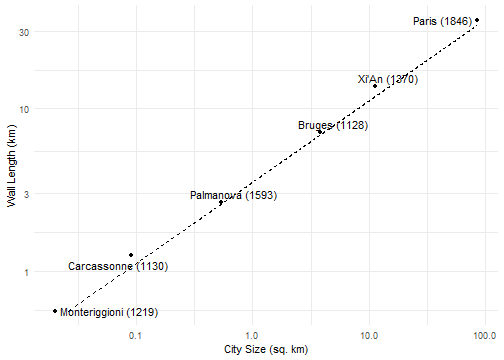 30
10
3
1
Wall Length (km)
Paris (1846)
Xi'An (1370)
Bruges (1128)
Palmanova (1593)
Carcassonne (1130)
Monteriggioni (1219)
0.1
1.0
10.0
100.0
City Size (sq. km)